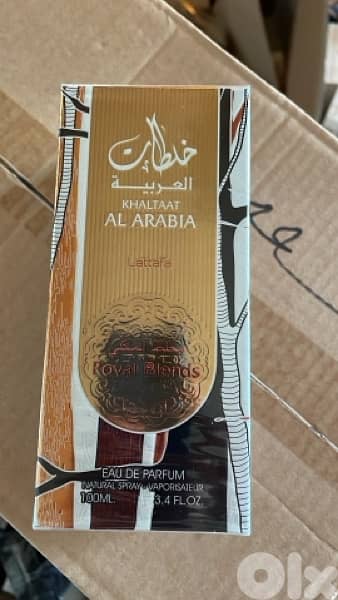 خلطات
العربية
KHALTAAT
AL ARABIA
Lattafa
Royal Blends
EAU DE PARFUM
NATURAL SPRAY-VAPORISATEUR
100ML. 3.4 FL.OZ.
OLX